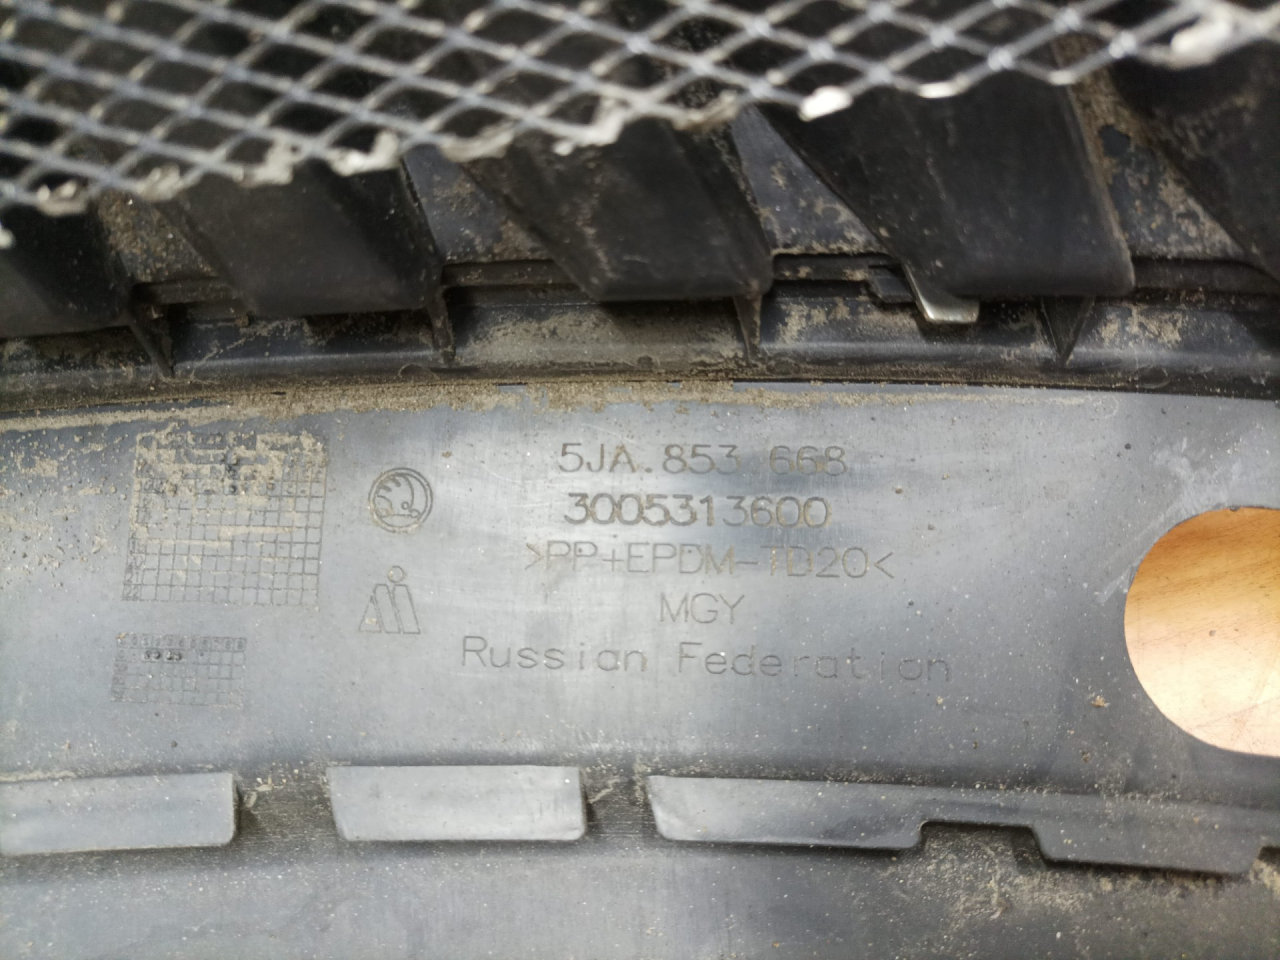 5JA.853 668
3005313600
>PP+EPDM-TD20<
MGY
Russian Federation